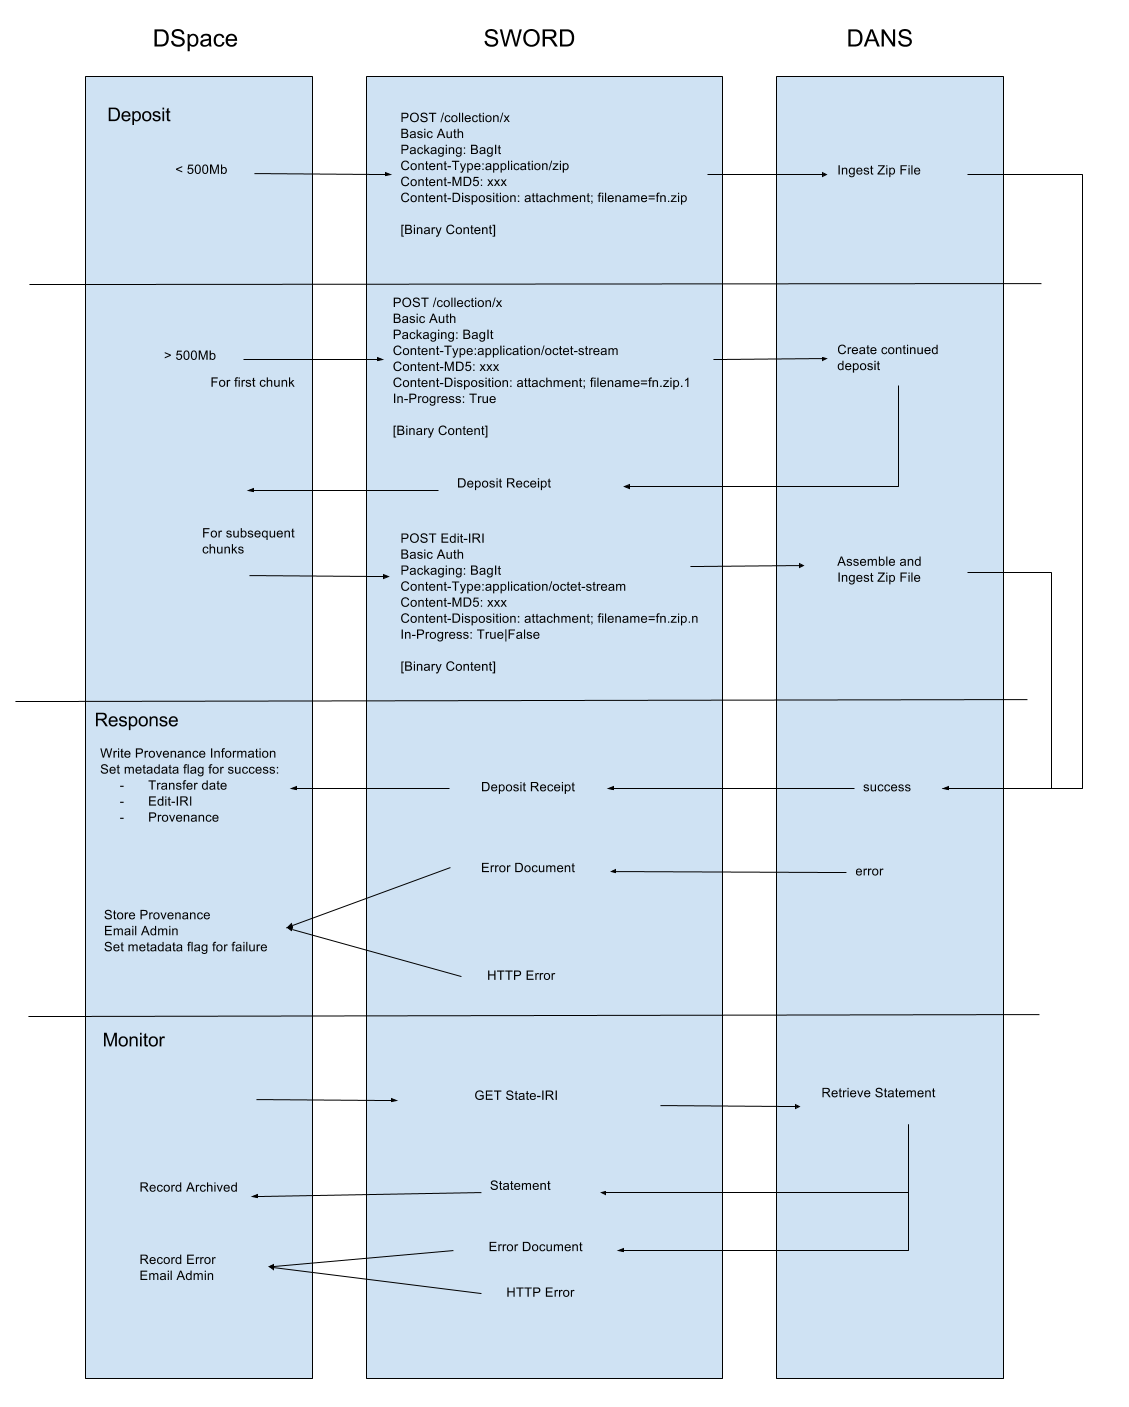 DSpace
SWORD
DANS
Deposit
< 500Mb
POST /collection/x
Basic Auth
Packaging: BagIt
Content-Type:application/zip
Content-MD5: xxx
Content-Disposition: attachment; filename=fn.zip
[Binary Content]
Ingest Zip File
> 500Mb
For first chunk
POST /collection/x
Basic Auth
Packaging: BagIt
Content-Type:application/octet-stream
Content-MD5: xxx
Content-Disposition: attachment; filename=fn.zip.1
In-Progress: True
[Binary Content]
Create continued
deposit
Deposit Receipt
For subsequent
chunks
POST Edit-IRI
Basic Auth
Packaging: BagIt
Content-Type:application/octet-stream
Content-MD5: xxx
Content-Disposition: attachment; filename=fn.zip.n
In-Progress: True|False
[Binary Content]
Assemble and
Ingest Zip File
Response
Write Provenance Information
Set metadata flag for success:
- Transfer date
- Edit-IRI
- Provenance
Deposit Receipt
success
Error Document
error
Store Provenance
Email Admin
Set metadata flag for failure
HTTP Error
Monitor
GET State-IRI
Retrieve Statement
Record Archived
Statement
Record Error
Email Admin
Error Document
HTTP Error